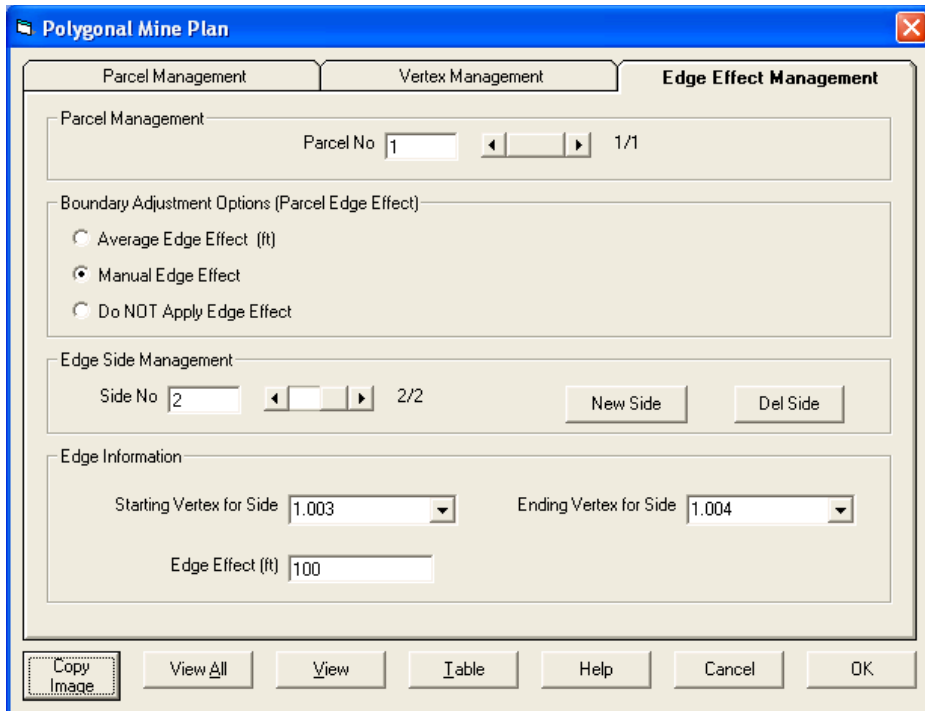 Polygonal Mine Plan
Parcel Management Vertex Management Edge Effect Management
Parcel Management
Parcel No 1 1/1
Boundary Adjustment Options (Parcel Edge Effect)
Average Edge Effect (ft)
Manual Edge Effect
Do NOT Apply Edge Effect
Edge Side Management
Side No 2 2/2 New Side Del Side
Edge Information
Starting Vertex for Side 1.003 Ending Vertex for Side 1.004
Edge Effect (ft) 100
Copy Image View All View Table Help Cancel OK